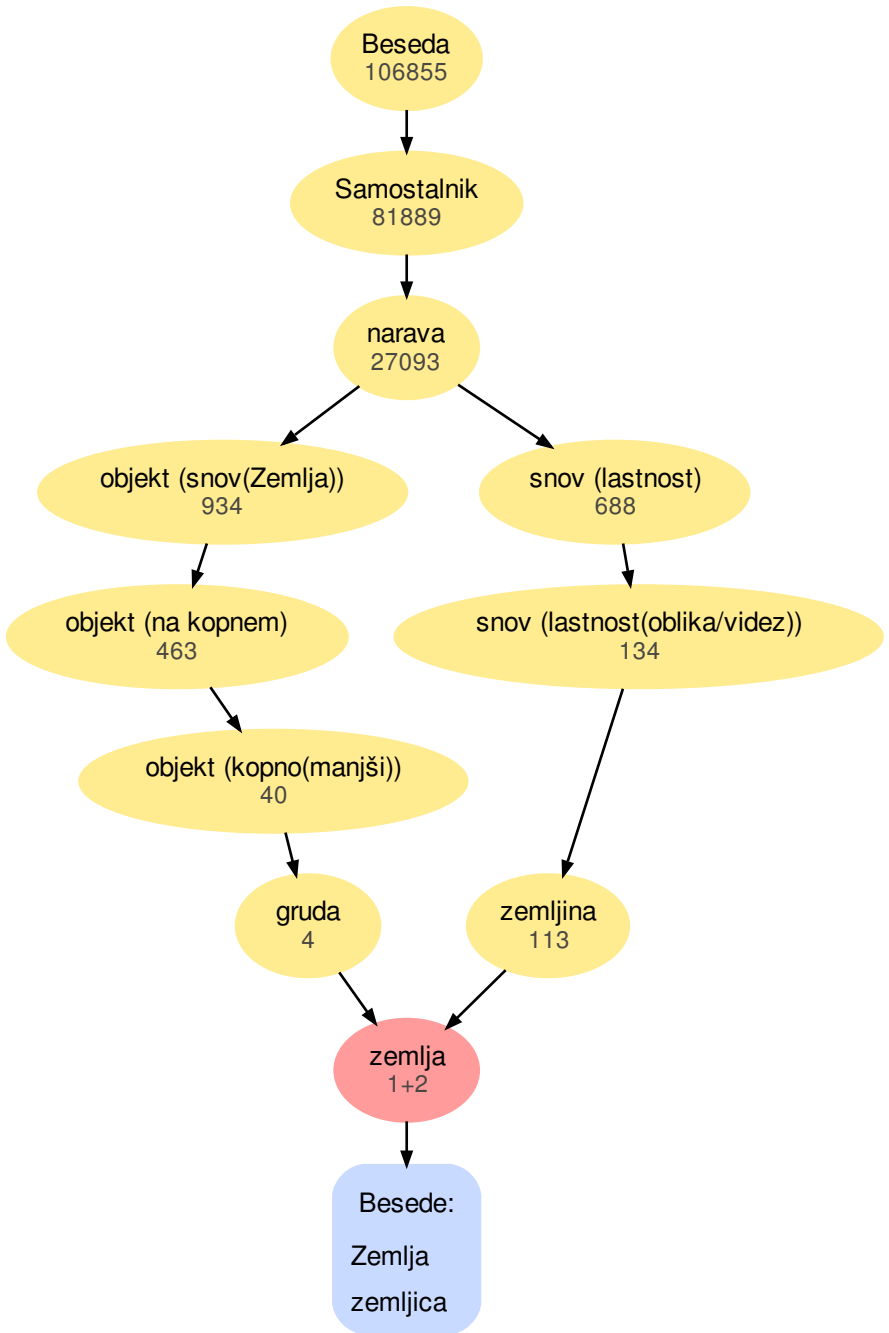 Beseda
106855
Samostalnik
81889
narava
27093
objekt (snov(Zemlja))
934
snov (lastnost)
688
objekt (na kopnem)
463
snov (lastnost(oblika/videz))
134
objekt (kopno(manjši))
40
gruda
4
zemljina
113
zemlja
1+2
Besede:
Zemlja
zemljica